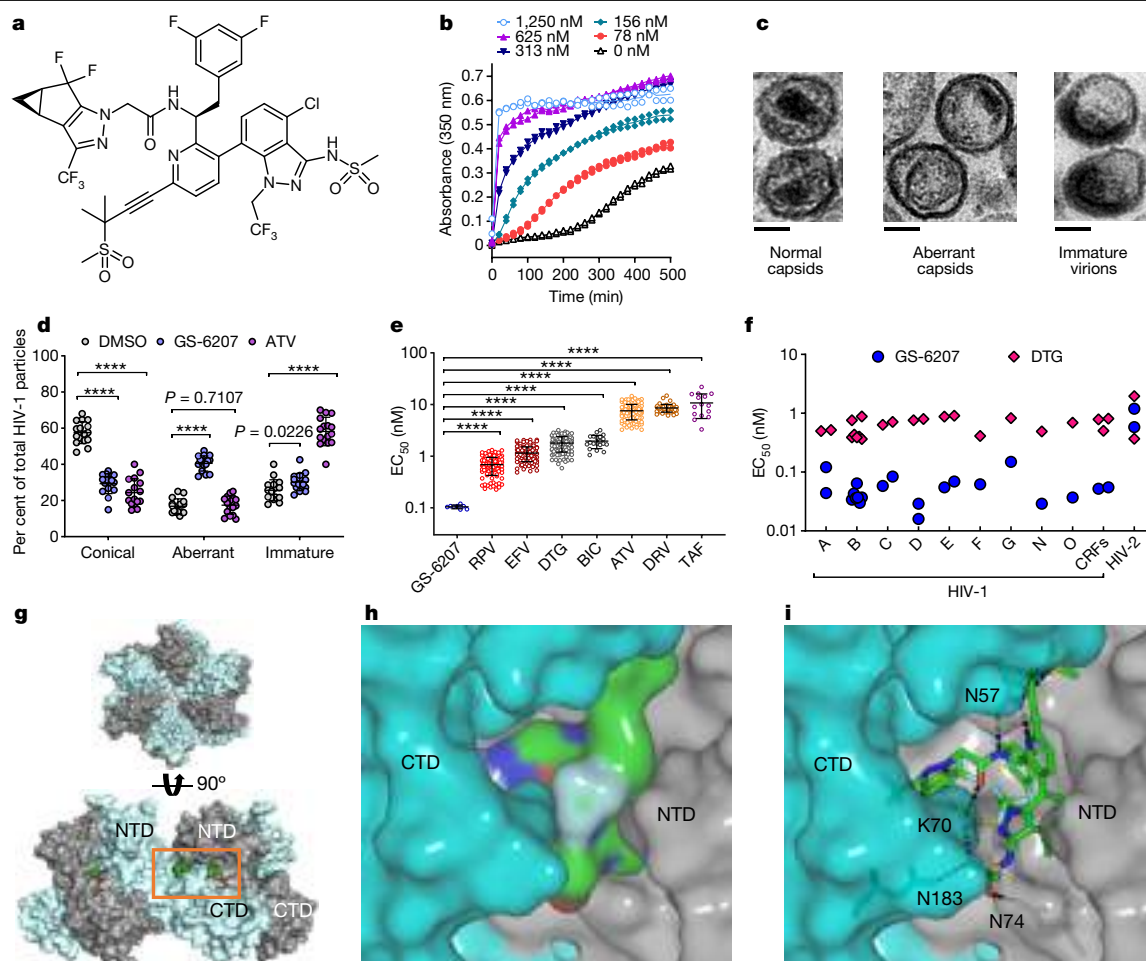 a
F
F
F
F
N
N
CF3
O
H
N
N
Cl
N
N
H
N
S
O
O
CF3
S
O
O
b
1,250 nM
625 nM
313 nM
156 nM
78 nM
0 nM
Absorbance (350 nm)
0.7
0.6
0.5
0.4
0.3
0.2
0.1
0
0 100 200 300 400 500
Time (min)
c
Normal
capsids
Aberrant
capsids
Immature
virions
d
DMSO GS-6207 ATV
Per cent of total HIV-1 particles
100
80
60
40
20
0
****
****
P = 0.7107
****
****
P = 0.0226
Conical Aberrant Immature
e
EC50 (nM)
100
10
1
0.1
****
****
****
****
****
****
****
GS-6207 RPV EFV DTG BIC ATV DRV TAF
f
GS-6207 DTG
EC50 (nM)
10
1
0.1
0.01
A B C D E F G N O CRFs HIV-2
HIV-1
g
90º
NTD NTD
CTD CTD
h
CTD
NTD
i
N57
CTD
NTD
K70
N183
N74